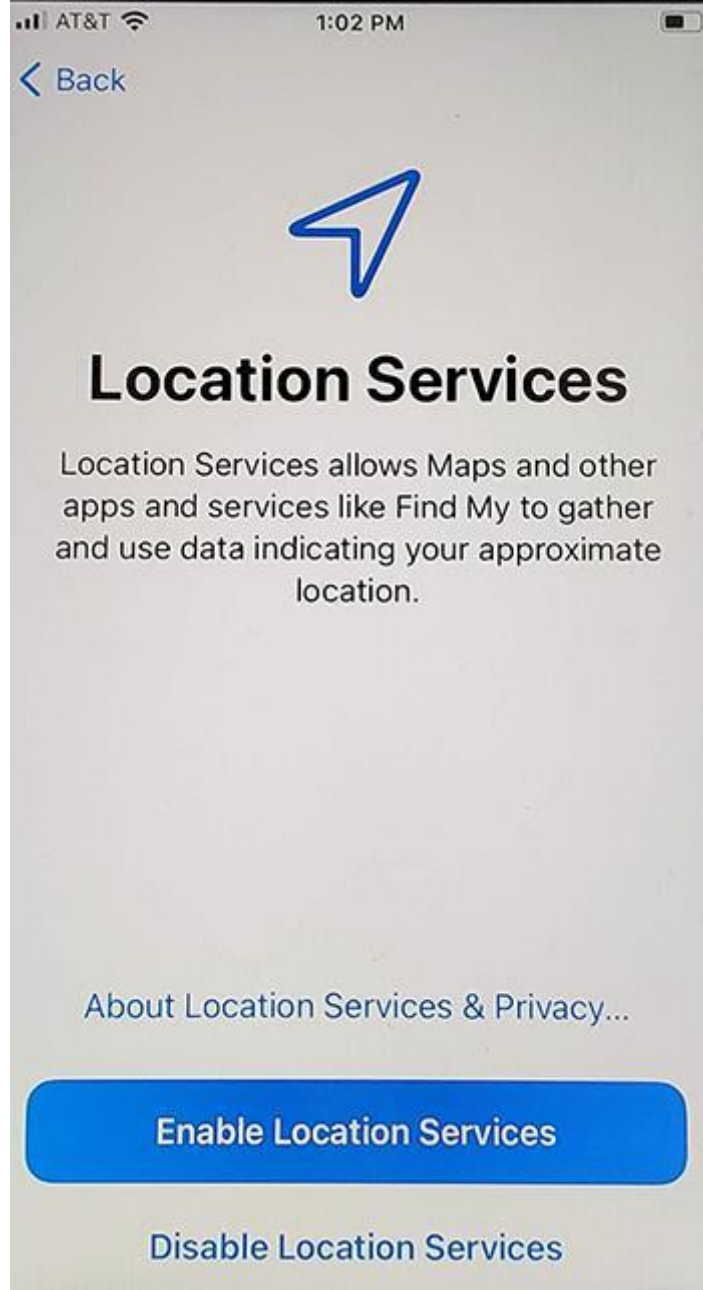 AT&T 1:02 PM
Back
Location Services
Location Services allows Maps and other
apps and services like Find My to gather
and use data indicating your approximate
location.
About Location Services & Privacy...
Enable Location Services
Disable Location Services